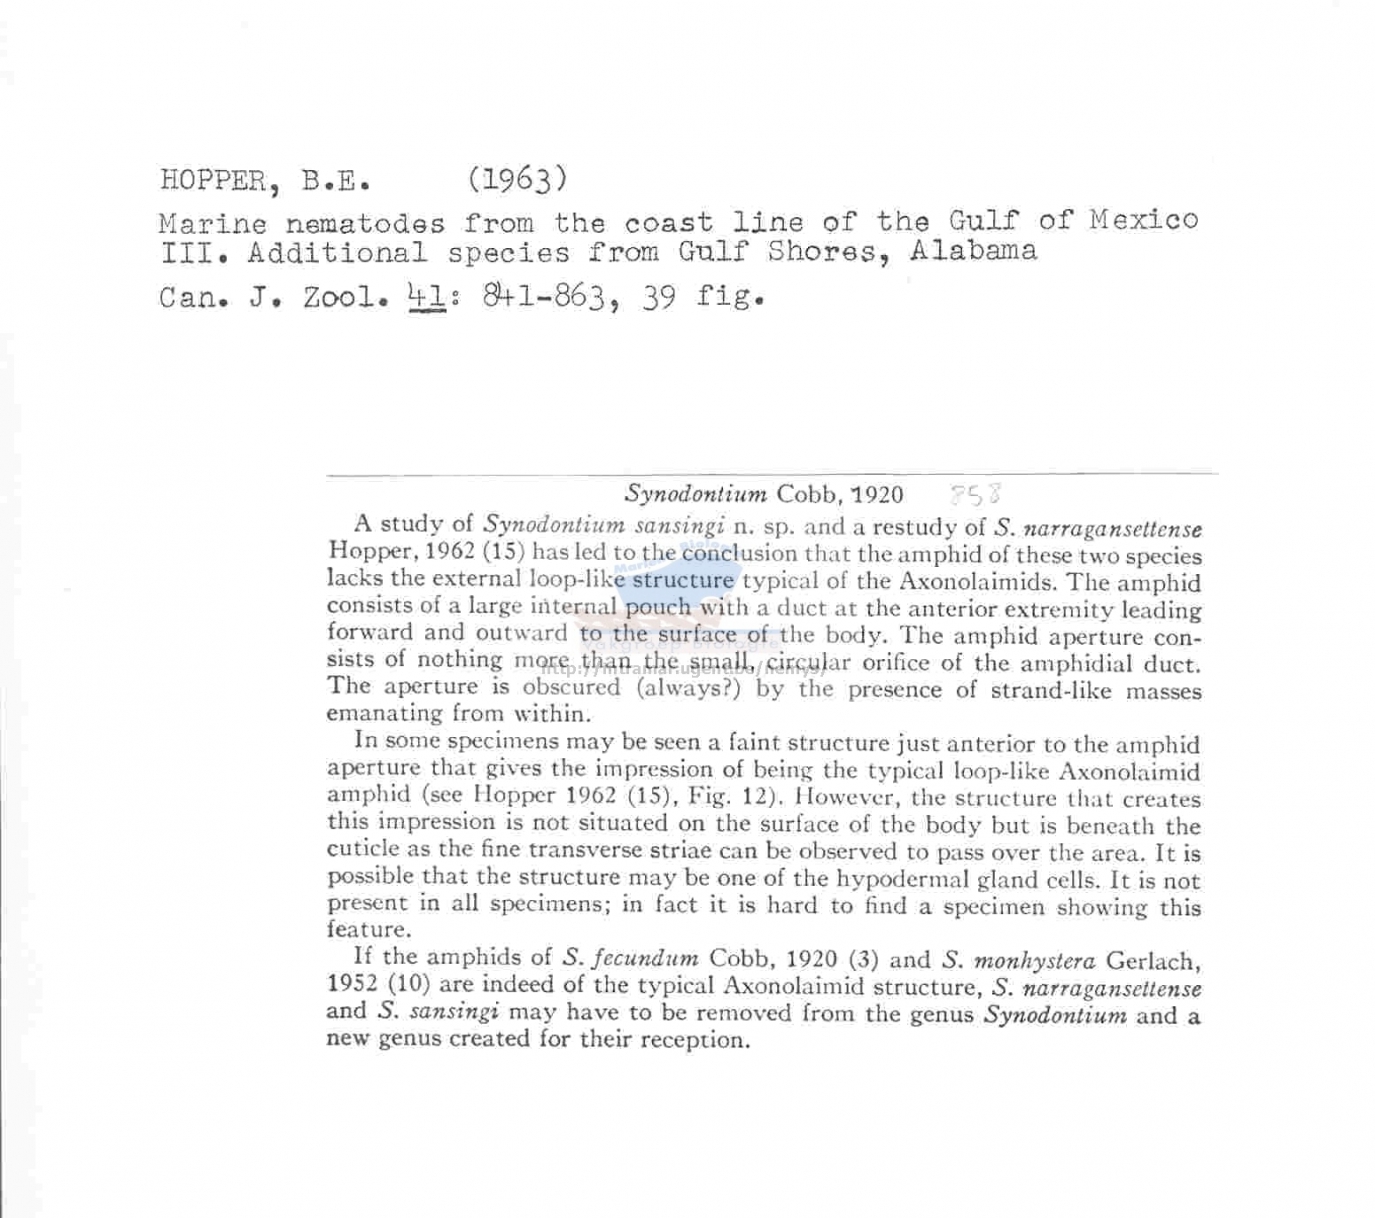 HOPPER, B.E. (1963)
Marine nematodes from the coast line of the Gulf of Mexico
III. Additional species from Gulf Shores, Alabama
Can. J. Zool. 41: 841-863, 39 fig.
Synodontium Cobb, 1920 858
A study of Synodontium sansingi n. sp. and a restudy of S. narragansettense
Hopper, 1962 (15) has led to the conclusion that the amphid of these two species
lacks the external loop-like structure typical of the Axonolaimids. The amphid
consists of a large internal pouch with a duct at the anterior extremity leading
forward and outward to the surface of the body. The amphid aperture con-
sists of nothing more than the small, circular orifice of the amphidial duct.
The aperture is obscured (always?) by the presence of strand-like masses
emanating from within.
In some specimens may be seen a faint structure just anterior to the amphid
aperture that gives the impression of being the typical loop-like Axonolaimid
amphid (see Hopper 1962 (15), Fig. 12). However, the structure that creates
this impression is not situated on the surface of the body but is beneath the
cuticle as the fine transverse striae can be observed to pass over the area. It is
possible that the structure may be one of the hypodermal gland cells. It is not
present in all specimens; in fact it is hard to find a specimen showing this
feature.
If the amphids of S. fecundum Cobb, 1920 (3) and S. monhystera Gerlach,
1952 (10) are indeed of the typical Axonolaimid structure, S. narragansettense
and S. sansingi may have to be removed from the genus Synodontium and a
new genus created for their reception.